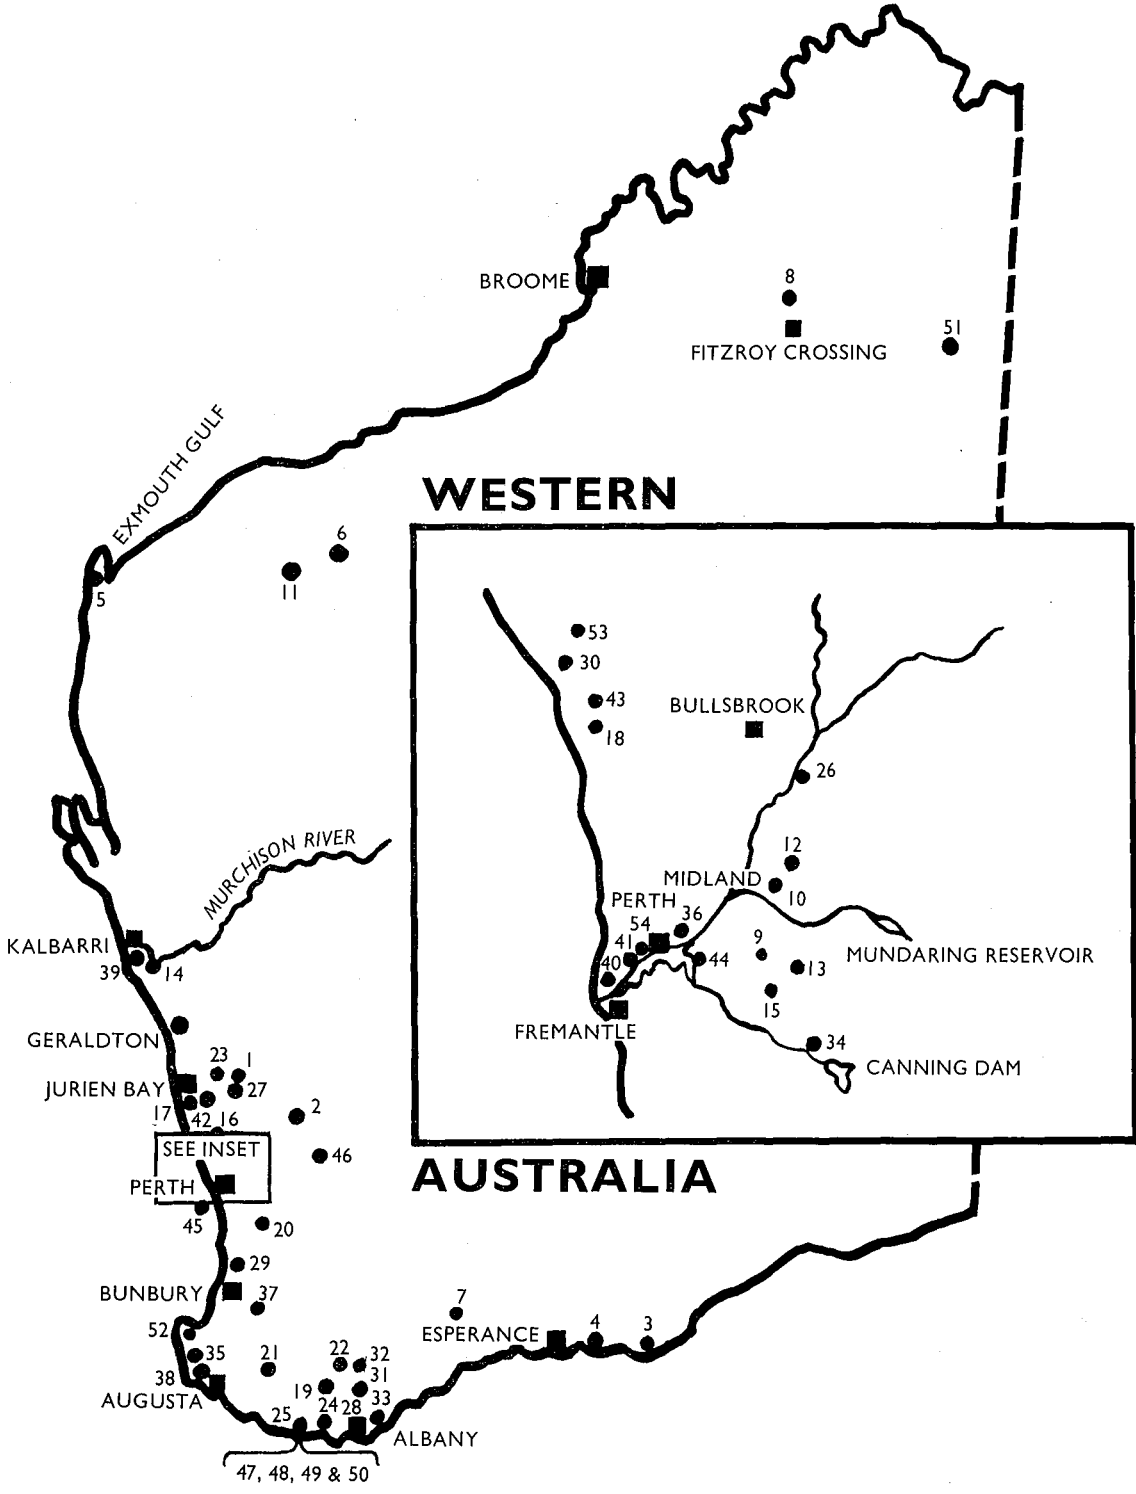 8
BROOME
51
FITZROY CROSSING
EXMOUTH GULF
WESTERN
6
11
5
53
30
43
BULLSBROOK
18
26
12
MIDLAND
10
PERTH
36
54
41
9
44
MUNDARING RESERVOIR
40
13
15
FREMANTLE
34
CANNING DAM
MURCHISON RIVER
KALBARRI
39
14
GERALDTON
23
1
JURIEN BAY
27
17
42
16
2
SEE INSET
46
AUSTRALIA
PERTH
45
20
29
BUNBURY
37
7
52
ESPERANCE
4
3
35
21
22
32
38
31
19
AUGUSTA
25
24
28
33
ALBANY
47, 48, 49 & 50